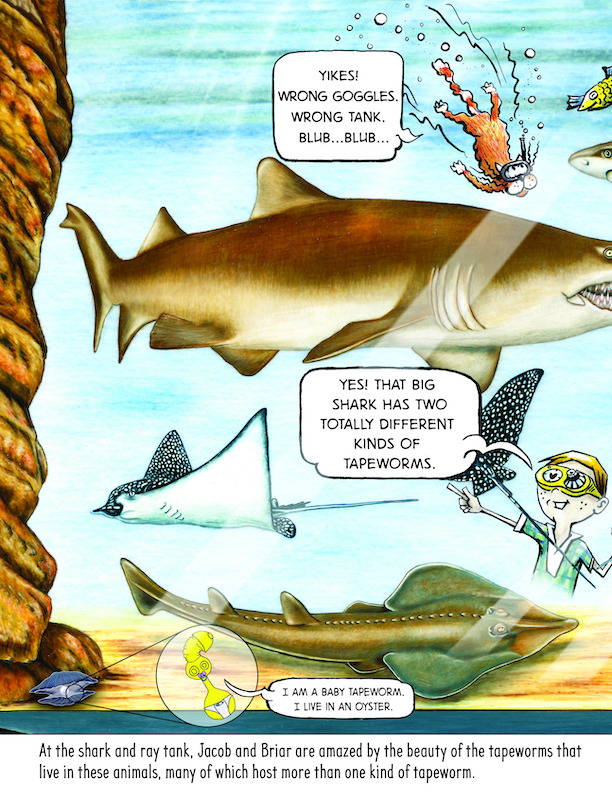 YIKES!
WRONG GOGGLES.
WRONG TANK.
BLUB...BLUB...
YES! THAT BIG
SHARK HAS TWO
TOTALLY DIFFERENT
KINDS OF
TAPEWORMS.
I AM A BABY TAPEWORM.
I LIVE IN AN OYSTER.
At the shark and ray tank, Jacob and Briar are amazed by the beauty of the tapeworms that
live in these animals, many of which host more than one kind of tapeworm.